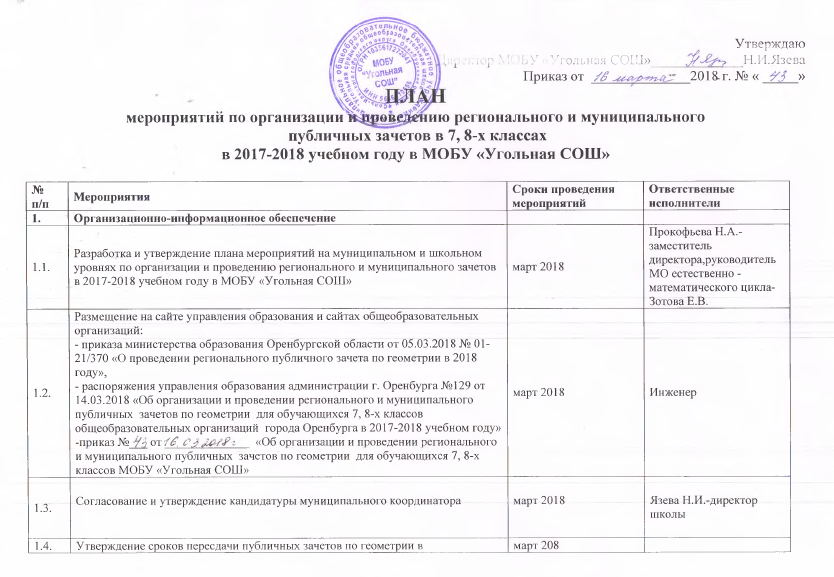 Утверждаю
Директор МОБУ «Угольная СОШ»____________Н.И.Язева
Приказ от 16 марта 2018 г. № « 43 »
МОБУ
"Угольная
СОШ"
ПЛАН
мероприятий по организации и проведению регионального и муниципального
публичных зачетов в 7, 8-х классах
в 2017-2018 учебном году в МОБУ «Угольная СОШ»
№
п/п
Мероприятия
Сроки проведения
мероприятий
Ответственные
исполнители
1.
Организационно-информационное обеспечение
1.1.
Разработка и утверждение плана мероприятий на муниципальном и школьном
уровнях по организации и проведению регионального и муниципального зачетов
в 2017-2018 учебном году в МОБУ «Угольная СОШ»
март 2018
Прокофьева Н.А.-
заместитель
директора,руководитель
МО естественно -
математического цикла-
Зотова Е.В.
1.2.
Размещение на сайте управления образования и сайтах общеобразовательных
организаций:
- приказа министерства образования Оренбургской области от 05.03.2018 № 01-
21/370 «О проведении регионального публичного зачета по геометрии в 2018
году»,
- распоряжения управления образования администрации г. Оренбурга №129 от
14.03.2018 «Об организации и проведении регионального и муниципального
публичных зачетов по геометрии для обучающихся 7, 8-х классов
общеобразовательных организаций города Оренбурга в 2017-2018 учебном году»
-приказ № 43 от 16.03.2018г. «Об организации и проведении регионального
и муниципального публичных зачетов по геометрии для обучающихся 7, 8-х
классов МОБУ «Угольная СОШ»
март 2018
Инженер
1.3.
Согласование и утверждение кандидатуры муниципального координатора
март 2018
Язева Н.И.-директор
школы
1.4.
Утверждение сроков пересдачи публичных зачетов по геометрии в
март 208